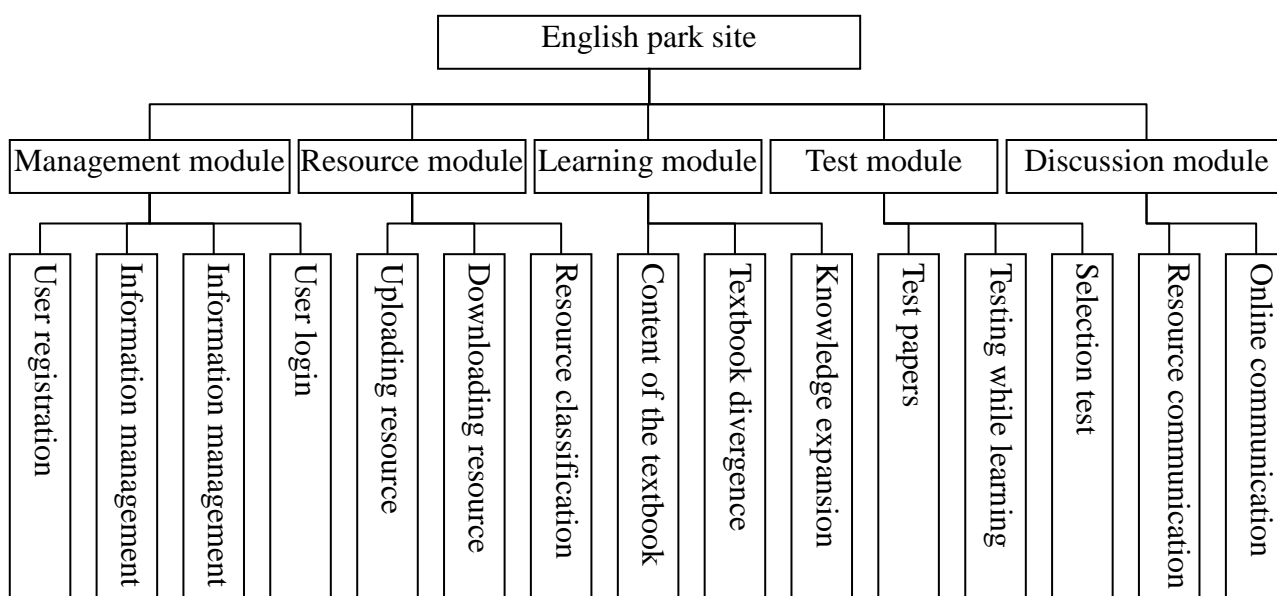 English park site
Management module
Resource module
Learning module
Test module
Discussion module
User registration
Information management
Information management
User login
Uploading resource
Downloading resource
Resource classification
Content of the textbook
Textbook divergence
Knowledge expansion
Test papers
Testing while learning
Selection test
Resource communication
Online communication